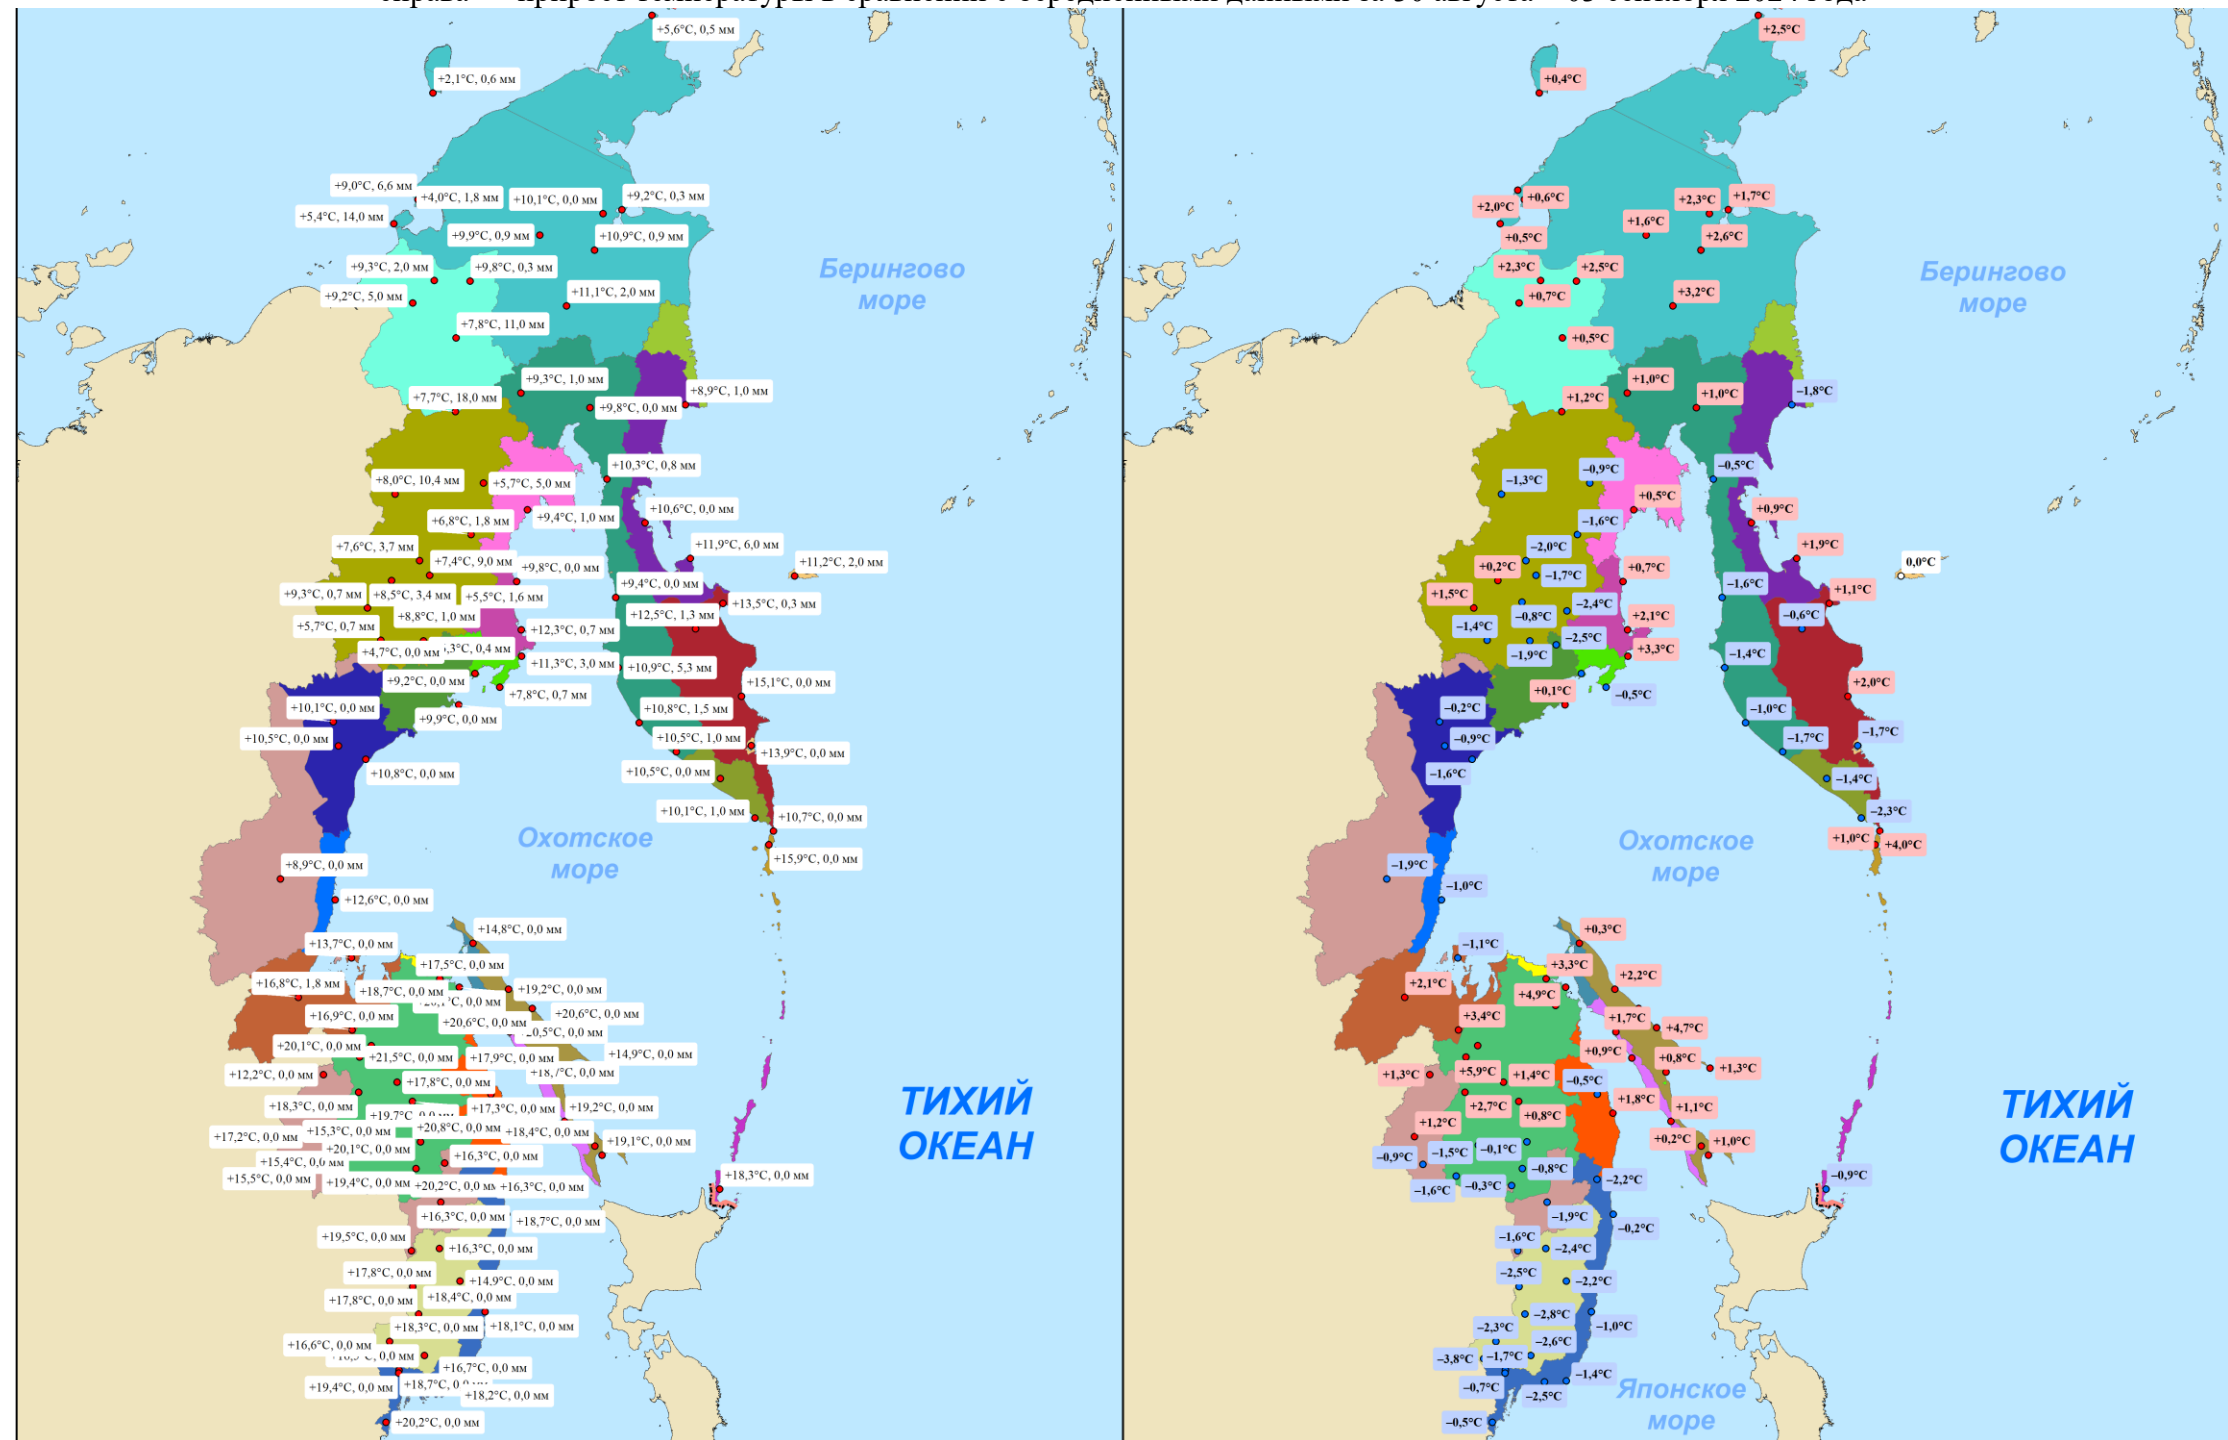 справа — прирост температуры в сравнении с
+5,6°C, 0,5 мм
+2,1°C, 0,6 мм
+9,0°C, 6,6 мм
+4,0°C, 1,8 мм
+10,1°C, 0,0 мм
+9,2°C, 0,3 мм
+5,4°C, 14,0 мм
+9,9°C, 0,9 мм
+10,9°C, 0,9 мм
+9,3°C, 2,0 мм
+9,8°C, 0,3 мм
Берингово
море
+9,2°C, 5,0 мм
+11,1°C, 2,0 мм
+7,8°C, 11,0 мм
+9,3°C, 1,0 мм
+7,7°C, 18,0 мм
+8,9°C, 1,0 мм
+9,8°C, 0,0 мм
+10,3°C, 0,8 мм
+8,0°C, 10,4 мм
+5,7°C, 5,0 мм
+10,6°C, 0,0 мм
+6,8°C, 1,8 мм
+9,4°C, 1,0 мм
+7,6°C, 3,7 мм
+11,9°C, 6,0 мм
+7,4°C, 9,0 мм
+11,2°C, 2,0 мм
+9,8°C, 0,0 мм
+9,4°C, 0,0 мм
+9,3°C, 0,7 мм
+8,5°C, 3,4 мм
+5,5°C, 1,6 мм
+13,5°C, 0,3 мм
+8,8°C, 1,0 мм
+12,5°C, 1,3 мм
+5,7°C, 0,7 мм
+12,3°C, 0,7 мм
+4,7°C, 0,0 мм
+11,3°C, 3,0 мм
+10,9°C, 5,3 мм
+9,2°C, 0,0 мм
+7,8°C, 0,7 мм
+15,1°C, 0,0 мм
+10,1°C, 0,0 мм
+9,9°C, 0,0 мм
+10,8°C, 1,5 мм
+10,5°C, 0,0 мм
+10,5°C, 1,0 мм
+13,9°C, 0,0 мм
+10,8°C, 0,0 мм
+10,5°C, 0,0 мм
+10,1°C, 1,0 мм
+10,7°C, 0,0 мм
Охотское
море
+15,9°C, 0,0 мм
+8,9°C, 0,0 мм
+12,6°C, 0,0 мм
+14,8°C, 0,0 мм
+13,7°C, 0,0 мм
+17,5°C, 0,0 мм
+16,8°C, 1,8 мм
+18,7°C, 0,0 мм
+19,2°C, 0,0 мм
+16,9°C, 0,0 мм
+20,6°C, 0,0 мм
+20,6°C, 0,0 мм
+20,1°C, 0,0 мм
+21,5°C, 0,0 мм
+17,9°C, 0,0 мм
+14,9°C, 0,0 мм
+12,2°C, 0,0 мм
+17,8°C, 0,0 мм
+18,3°C, 0,0 мм
+17,3°C, 0,0 мм
+19,2°C, 0,0 мм
ТИХИЙ
ОКЕАН
+17,2°C, 0,0 мм
+15,3°C, 0,0 мм
+20,8°C, 0,0 мм
+18,4°C, 0,0 мм
+19,1°C, 0,0 мм
+20,1°C, 0,0 мм
+16,3°C, 0,0 мм
+15,4°C, 0,0 мм
+15,5°C, 0,0 мм
+19,4°C, 0,0 мм
+20,2°C, 0,0 мм
+16,3°C, 0,0 мм
+18,3°C, 0,0 мм
+16,3°C, 0,0 мм
+18,7°C, 0,0 мм
+19,5°C, 0,0 мм
+16,3°C, 0,0 мм
+17,8°C, 0,0 мм
+14,9°C, 0,0 мм
+17,8°C, 0,0 мм
+18,4°C, 0,0 мм
+18,3°C, 0,0 мм
+18,1°C, 0,0 мм
+16,6°C, 0,0 мм
+16,7°C, 0,0 мм
+19,4°C, 0,0 мм
+18,2°C, 0,0 мм
+20,2°C, 0,0 мм
+2,5°C
+0,4°C
+0,6°C
+2,0°C
+2,3°C
+1,7°C
+1,6°C
+0,5°C
+2,6°C
+2,3°C
+2,5°C
Берингово
море
+0,7°C
+3,2°C
+0,5°C
+1,0°C
+1,2°C
+1,0°C
–1,8°C
–0,9°C
–0,5°C
–1,3°C
+0,5°C
+0,9°C
–1,6°C
–2,0°C
+1,9°C
+0,2°C
–1,7°C
+0,7°C
0,0°C
–1,6°C
+1,5°C
–2,4°C
+1,1°C
–0,8°C
–0,6°C
–1,4°C
+2,1°C
–2,5°C
–1,9°C
+3,3°C
–1,4°C
+0,1°C
–0,5°C
+2,0°C
–0,2°C
–1,0°C
–0,9°C
–1,7°C
–1,7°C
–1,6°C
–1,4°C
–2,3°C
Охотское
море
+1,0°C
+4,0°C
–1,9°C
–1,0°C
+0,3°C
–1,1°C
+3,3°C
+2,1°C
+2,2°C
+4,9°C
+3,4°C
+1,7°C
+4,7°C
+0,9°C
+0,8°C
+1,3°C
+1,3°C
+5,9°C
+1,4°C
–0,5°C
+2,7°C
+0,8°C
+1,8°C
+1,1°C
ТИХИЙ
ОКЕАН
+1,2°C
+0,2°C
+1,0°C
–0,9°C
–1,5°C
–0,1°C
–0,8°C
–1,6°C
–0,3°C
–2,2°C
–0,9°C
–1,9°C
–0,2°C
–1,6°C
–2,4°C
–2,5°C
–2,2°C
–2,8°C
–2,3°C
–1,0°C
–2,6°C
–3,8°C
–1,7°C
–1,4°C
–0,7°C
–2,5°C
Японское
море
–0,5°C